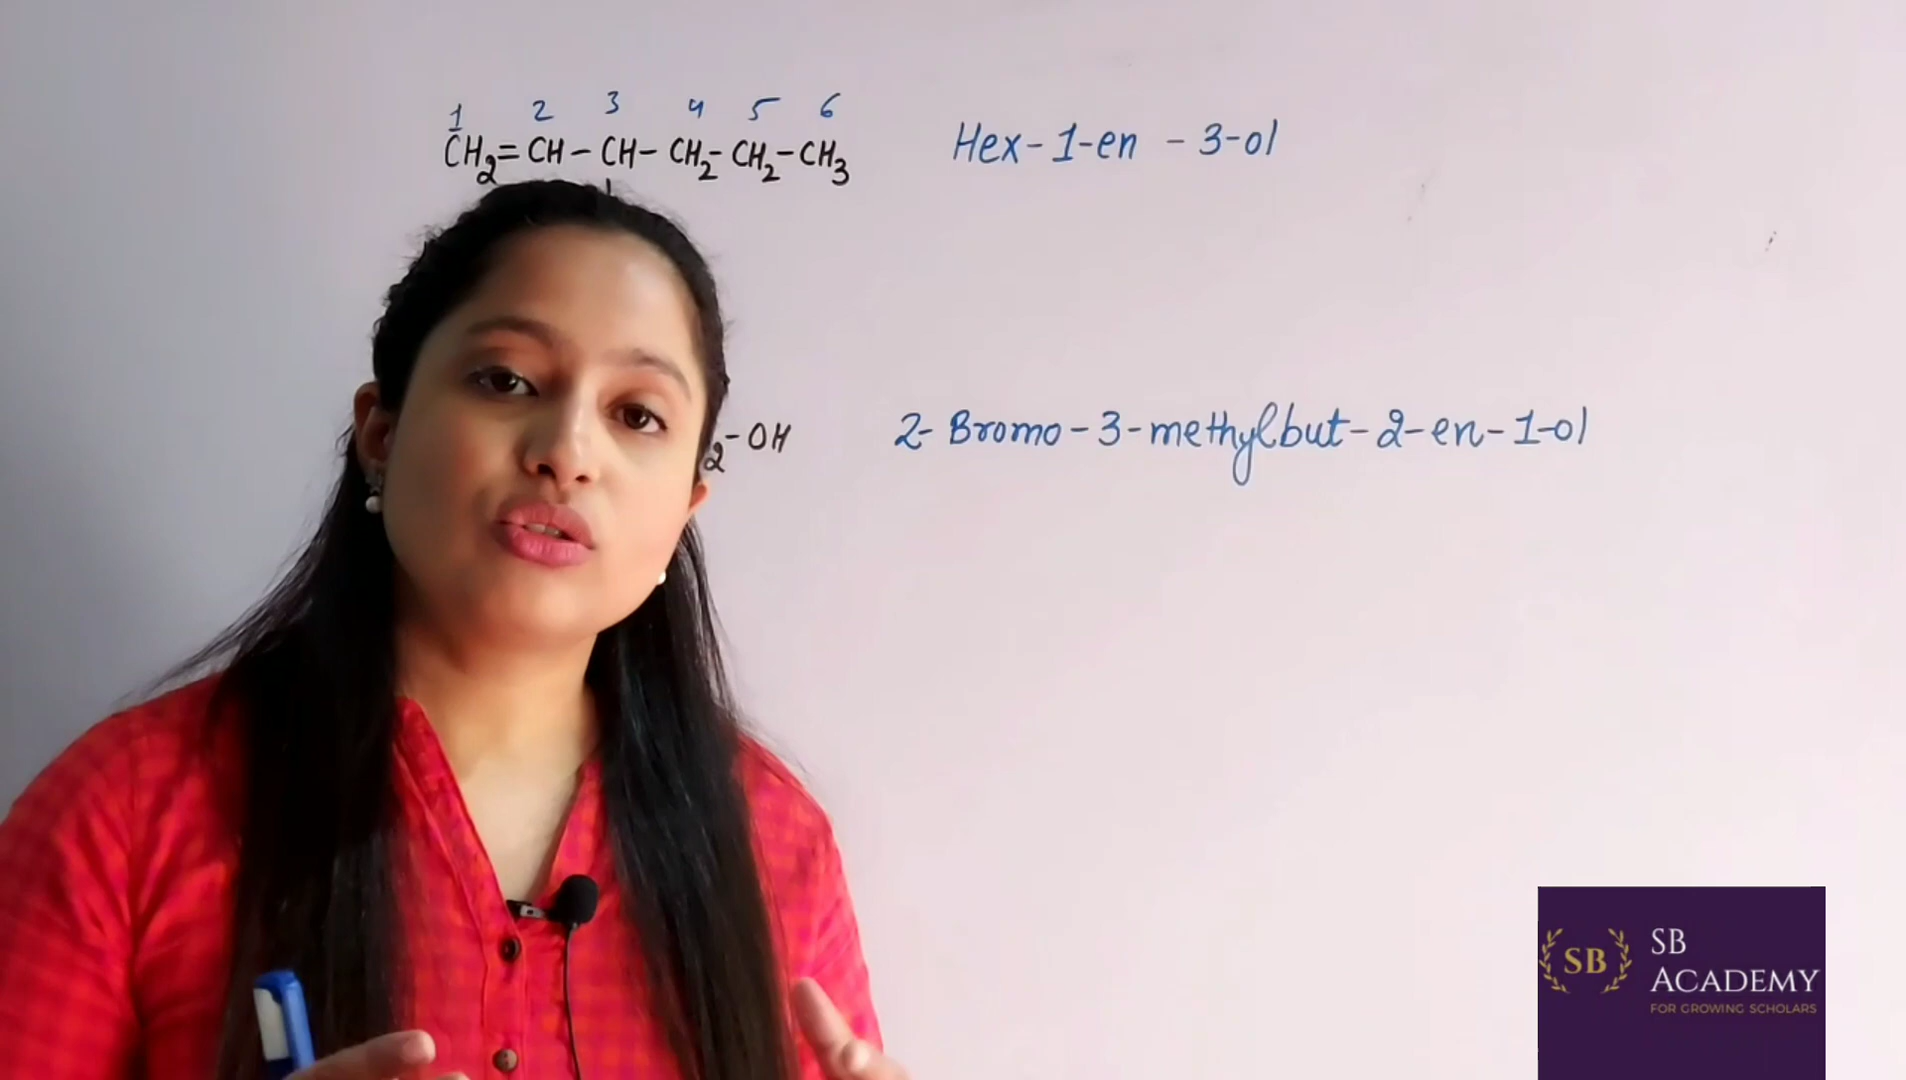 1 2 3 4 5 6
CH2=CH-CH-CH2-CH2-CH3 Hex-1-en-3-ol
2-OH 2-Bromo-3-methylbut-2-en-1-ol
SB
SB
ACADEMY
FOR GROWING SCHOLARS